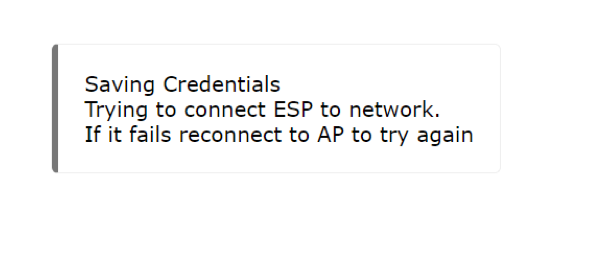 Saving Credentials
Trying to connect ESP to network.
If it fails reconnect to AP to try again